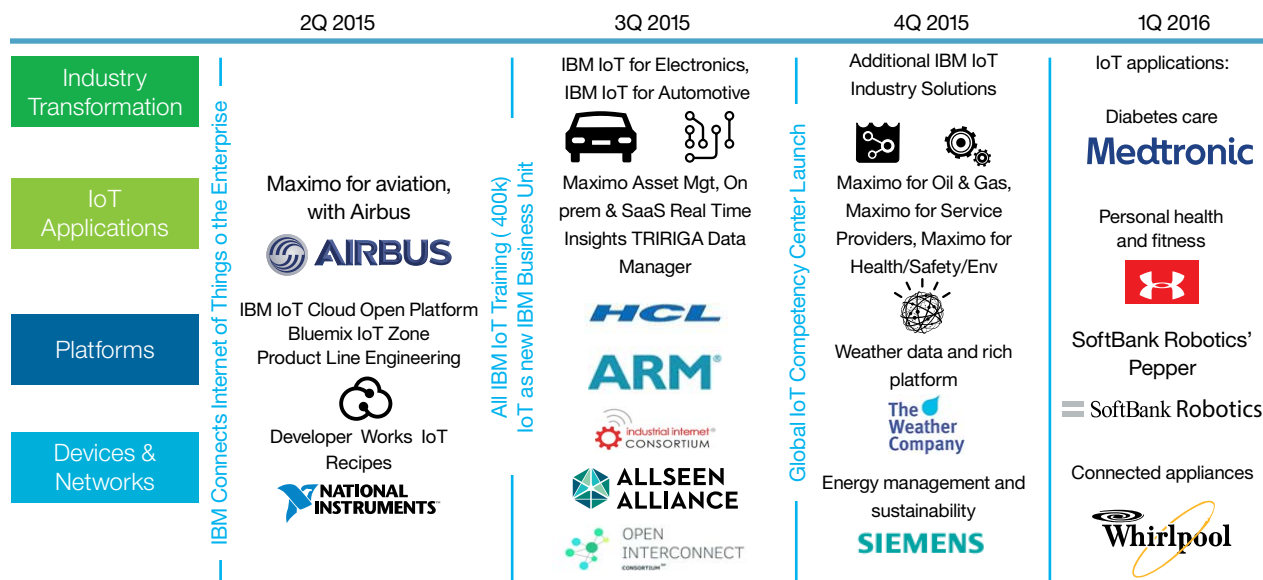 2Q 2015
3Q 2015
4Q 2015
1Q 2016
Industry
Transformation
IoT
Applications
Platforms
Devices &
Networks
IBM Connects Internet of Things o the Enterprise
Maximo for aviation,
with Airbus
AIRBUS
IBM IoT Cloud Open Platform
Bluemix IoT Zone
Product Line Engineering
Developer Works IoT
Recipes
NATIONAL
INSTRUMENTS™
All IBM IoT Training ( 400k)
IoT as new IBM Business Unit
IBM IoT for Electronics,
IBM IoT for Automotive
Maximo Asset Mgt, On
prem & SaaS Real Time
Insights TRIRIGA Data
Manager
HCL
ARM®
industrial internet®
CONSORTIUM
ALLSEEN
ALLIANCE
OPEN
INTERCONNECT
CONSORTIUM℠
Global IoT Competency Center Launch
Additional IBM IoT
Industry Solutions
Maximo for Oil & Gas,
Maximo for Service
Providers, Maximo for
Health/Safety/Env
Weather data and rich
platform
The
Weather
Company
Energy management and
sustainability
SIEMENS
IoT applications:
Diabetes care
Medtronic
Personal health
and fitness
SoftBank Robotics’
Pepper
SoftBank Robotics
Connected appliances
Whirlpool